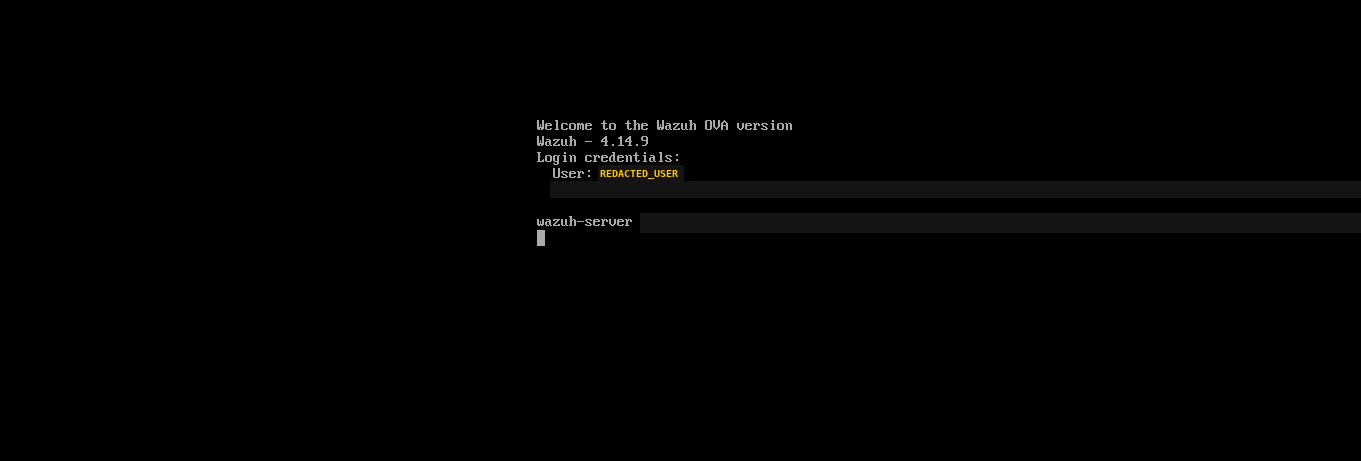 Welcome to the Wazuh OVA version
Wazuh - 4.14.9
Login credentials:
User: REDACTED_USER
wazuh-server